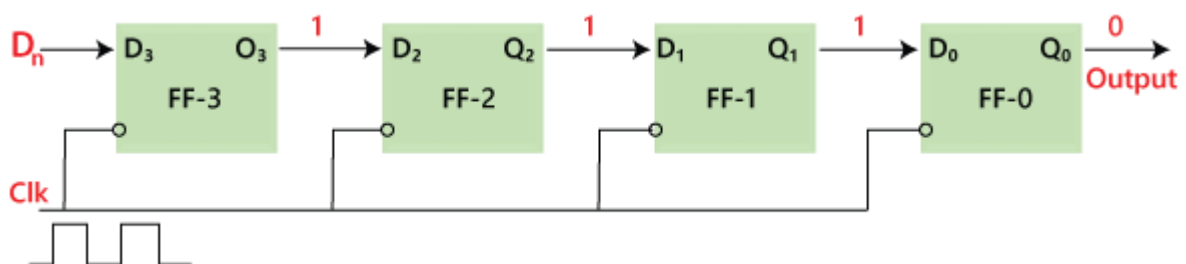 1 1 1 0
Dn D3 O3 D2 Q2 D1 Q1 D0 Q0
Output
FF-3 FF-2 FF-1 FF-0
Clk